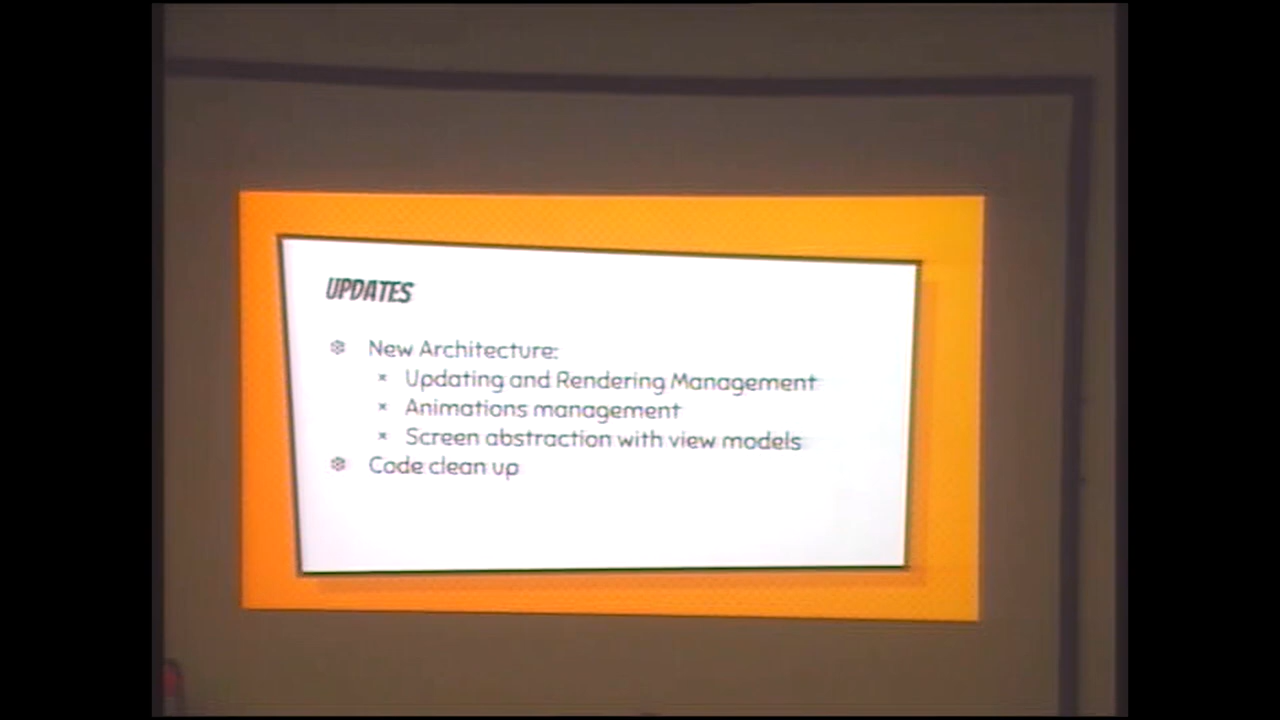 UPDATES
New Architecture:
Updating and Rendering Management
Animations management
Screen abstraction with view models
Code clean up